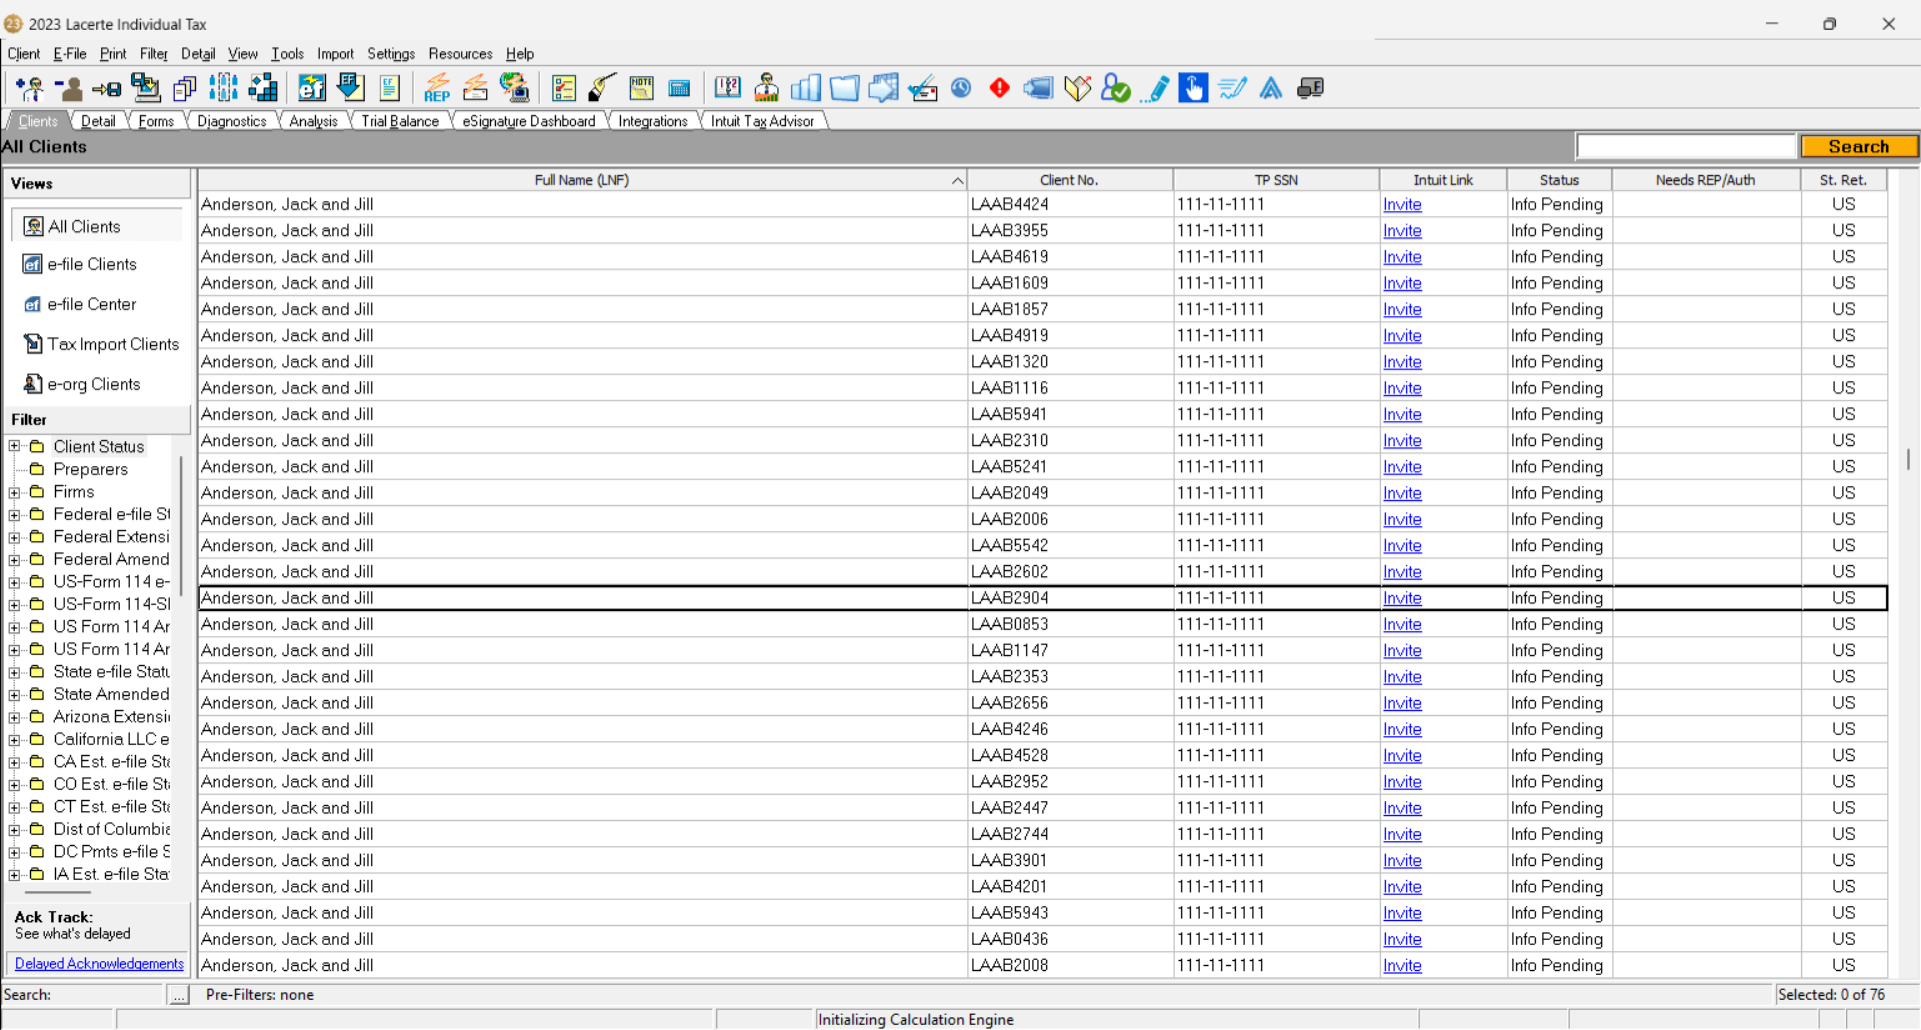 23 2023 Lacerte Individual Tax
Client E-File Print Filter Detail View Tools Import Settings Resources Help
Clients Detail Forms Diagnostics Analysis Trial Balance eSignature Dashboard Integrations Intuit Tax Advisor
All Clients Search
Views
All Clients
e-file Clients
e-file Center
Tax Import Clients
e-org Clients
Filter
Client Status
Preparers
Firms
Federal e-file St
Federal Extensi
Federal Amend
US-Form 114 e-
US-Form 114-SI
US Form 114 Ar
US Form 114 Ar
State e-file Statu
State Amended
Arizona Extensi
California LLC e
CA Est. e-file Sta
CO Est. e-file Sta
CT Est. e-file Sta
Dist of Columbia
DC Pmts e-file S
IA Est. e-file Sta
Ack Track:
See what's delayed
Delayed Acknowledgements
Full Name (LNF) Client No. TP SSN Intuit Link Status Needs REP/Auth St. Ret.
Anderson, Jack and Jill LAAB4424 111-11-1111 Invite Info Pending US
Anderson, Jack and Jill LAAB3955 111-11-1111 Invite Info Pending US
Anderson, Jack and Jill LAAB4619 111-11-1111 Invite Info Pending US
Anderson, Jack and Jill LAAB1609 111-11-1111 Invite Info Pending US
Anderson, Jack and Jill LAAB1857 111-11-1111 Invite Info Pending US
Anderson, Jack and Jill LAAB4919 111-11-1111 Invite Info Pending US
Anderson, Jack and Jill LAAB1320 111-11-1111 Invite Info Pending US
Anderson, Jack and Jill LAAB1116 111-11-1111 Invite Info Pending US
Anderson, Jack and Jill LAAB5941 111-11-1111 Invite Info Pending US
Anderson, Jack and Jill LAAB2310 111-11-1111 Invite Info Pending US
Anderson, Jack and Jill LAAB5241 111-11-1111 Invite Info Pending US
Anderson, Jack and Jill LAAB2049 111-11-1111 Invite Info Pending US
Anderson, Jack and Jill LAAB2006 111-11-1111 Invite Info Pending US
Anderson, Jack and Jill LAAB5542 111-11-1111 Invite Info Pending US
Anderson, Jack and Jill LAAB2602 111-11-1111 Invite Info Pending US
Anderson, Jack and Jill LAAB2904 111-11-1111 Invite Info Pending US
Anderson, Jack and Jill LAAB0853 111-11-1111 Invite Info Pending US
Anderson, Jack and Jill LAAB1147 111-11-1111 Invite Info Pending US
Anderson, Jack and Jill LAAB2353 111-11-1111 Invite Info Pending US
Anderson, Jack and Jill LAAB2656 111-11-1111 Invite Info Pending US
Anderson, Jack and Jill LAAB4246 111-11-1111 Invite Info Pending US
Anderson, Jack and Jill LAAB4528 111-11-1111 Invite Info Pending US
Anderson, Jack and Jill LAAB2952 111-11-1111 Invite Info Pending US
Anderson, Jack and Jill LAAB2447 111-11-1111 Invite Info Pending US
Anderson, Jack and Jill LAAB2744 111-11-1111 Invite Info Pending US
Anderson, Jack and Jill LAAB3901 111-11-1111 Invite Info Pending US
Anderson, Jack and Jill LAAB4201 111-11-1111 Invite Info Pending US
Anderson, Jack and Jill LAAB5943 111-11-1111 Invite Info Pending US
Anderson, Jack and Jill LAAB0436 111-11-1111 Invite Info Pending US
Anderson, Jack and Jill LAAB2008 111-11-1111 Invite Info Pending US
Search: ... Pre-Filters: none Selected: 0 of 76
Initializing Calculation Engine